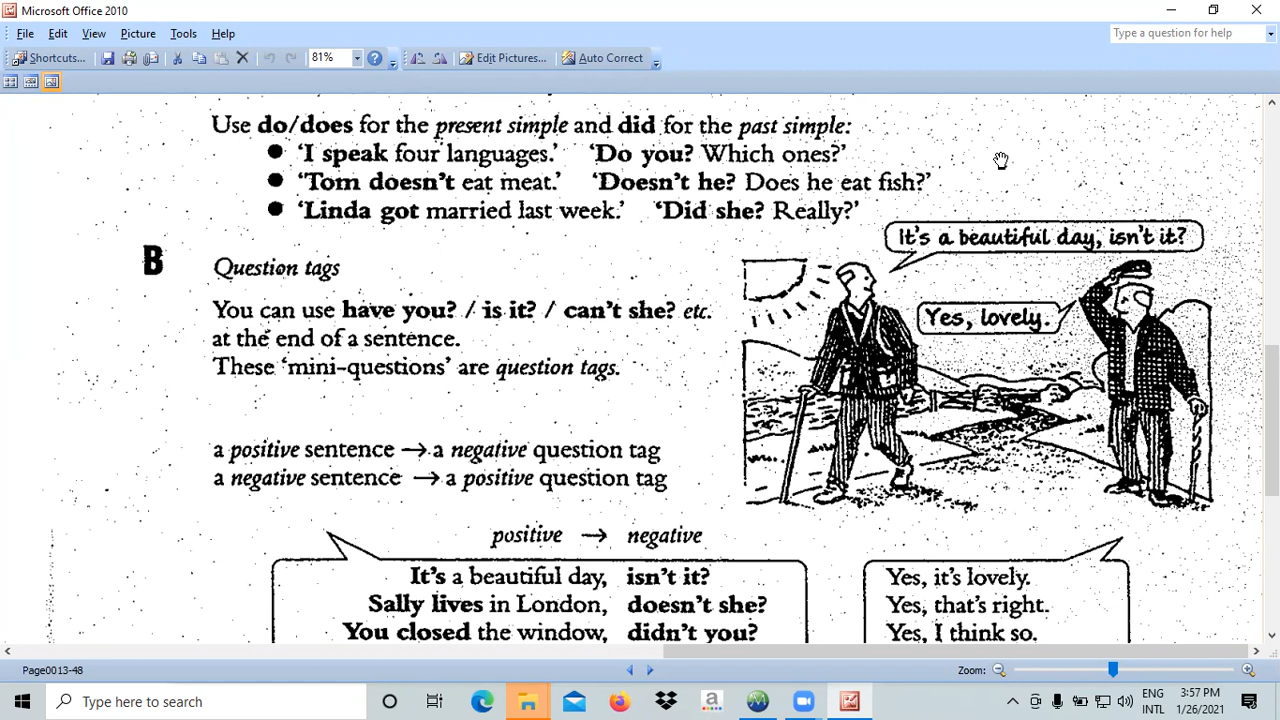 Microsoft Office 2010
File Edit View Picture Tools Help
Type a question for help
Shortcuts... 81% Edit Pictures... Auto Correct
Use do/does for the present simple and did for the past simple:
● ‘I speak four languages.’ ‘Do you? Which ones?’
● ‘Tom doesn’t eat meat.’ ‘Doesn’t he? Does he eat fish?’
● ‘Linda got married last week.’ ‘Did she? Really?’
It’s a beautiful day, isn’t it?
B Question tags
You can use have you? / is it? / can’t she? etc.
Yes, lovely.
at the end of a sentence.
These ‘mini-questions’ are question tags.
a positive sentence → a negative question tag
a negative sentence → a positive question tag
positive → negative
It’s a beautiful day, isn’t it? Yes, it’s lovely.
Sally lives in London, doesn’t she? Yes, that’s right.
You closed the window, didn’t you? Yes, I think so.
Page0013-48 Zoom:
Type here to search
ENG 3:57 PM
INTL 1/26/2021